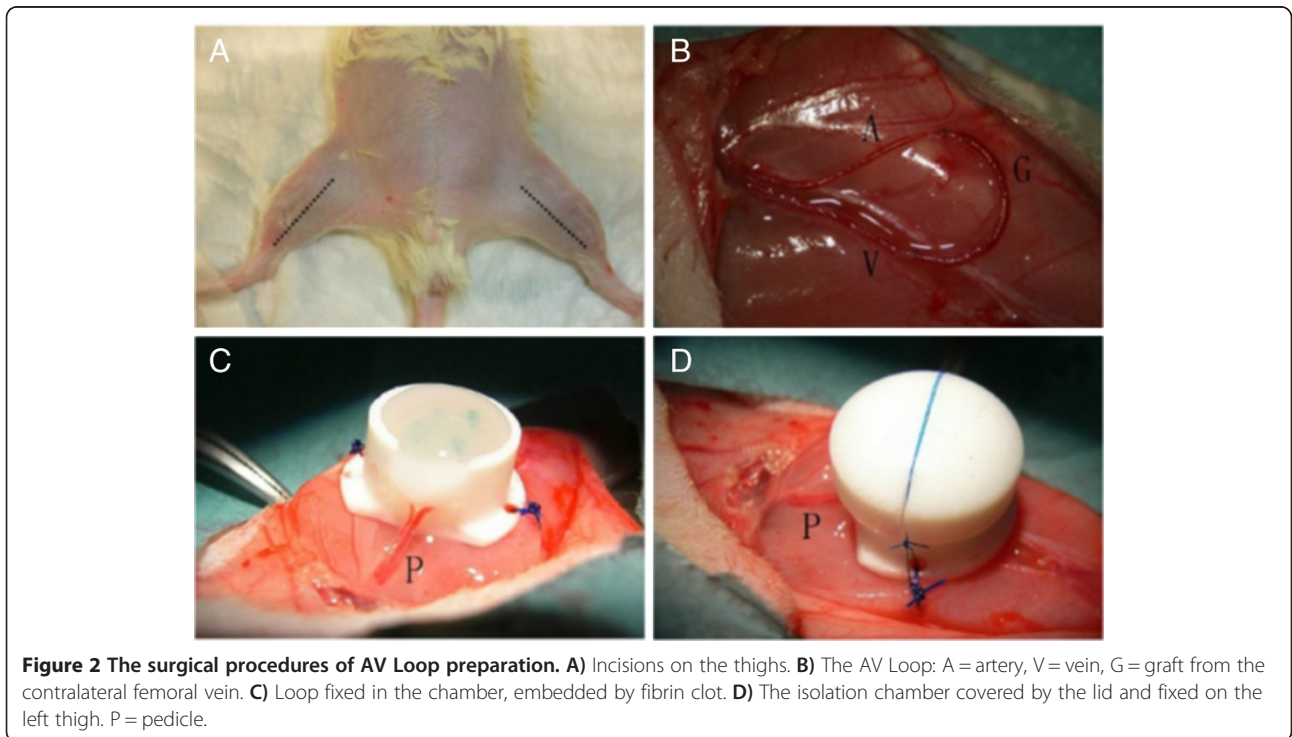 A
B
A
G
V
C
P
D
P
Figure 2 The surgical procedures of AV Loop preparation. A) Incisions on the thighs. B) The AV Loop: A = artery, V = vein, G = graft from the
contralateral femoral vein. C) Loop fixed in the chamber, embedded by fibrin clot. D) The isolation chamber covered by the lid and fixed on the
left thigh. P = pedicle.